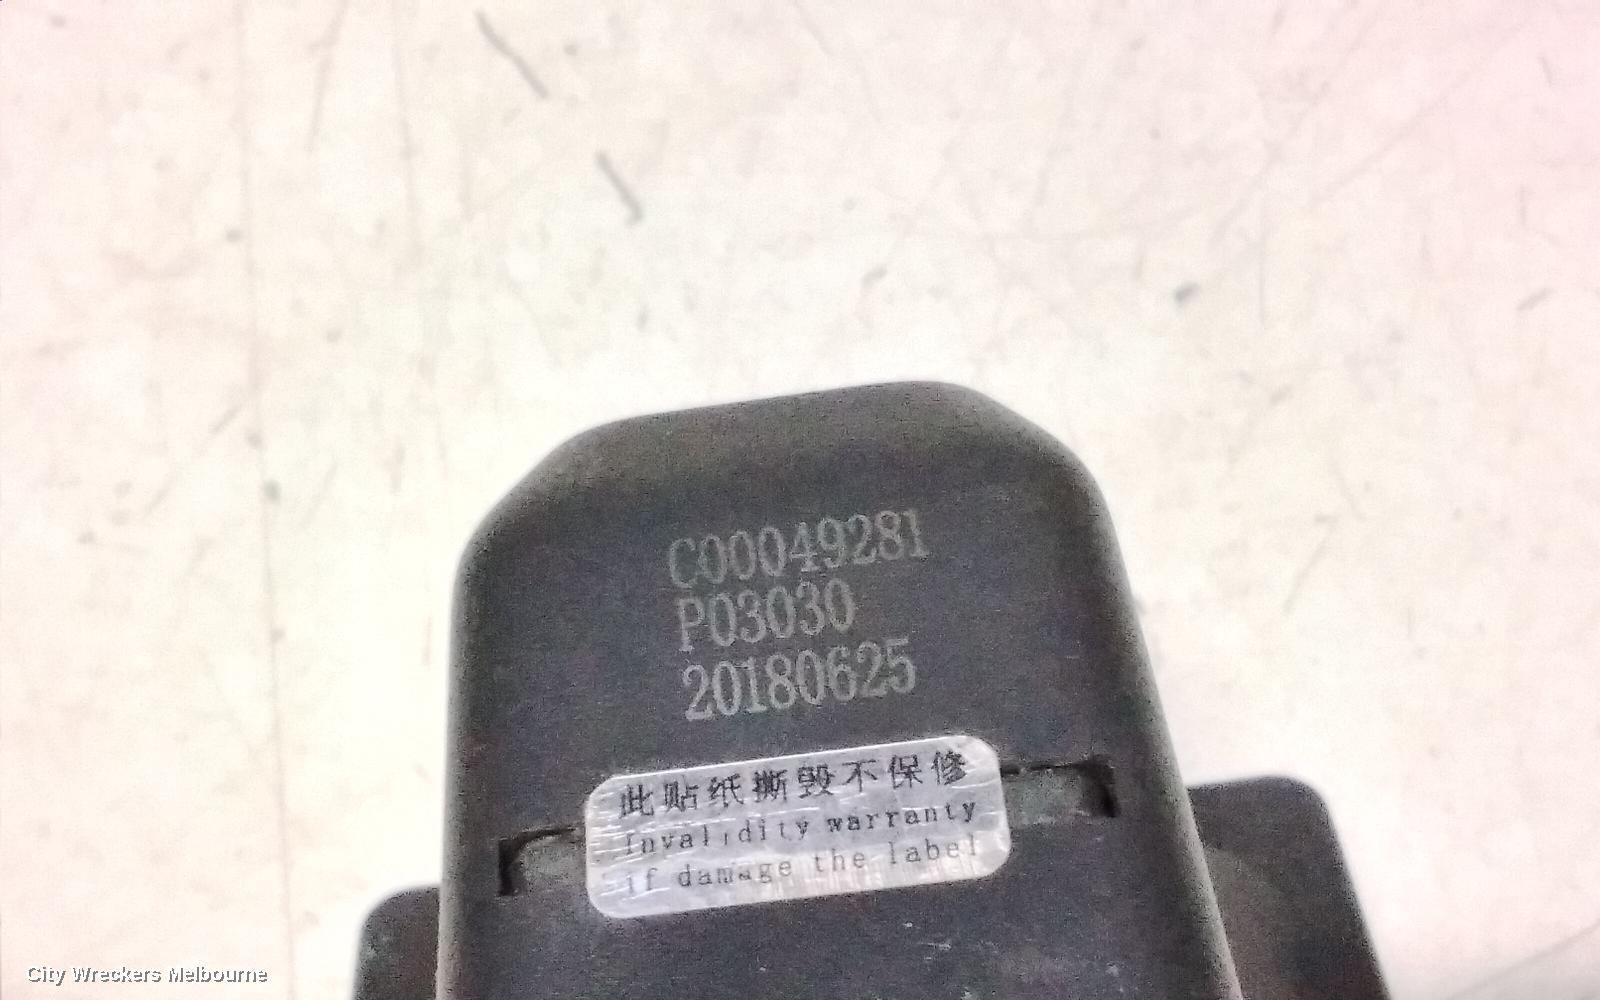 C00049281
P03030
20180625
此贴纸撕毁不保修
Invalidity warranty
if damage the label
City Wreckers Melbourne